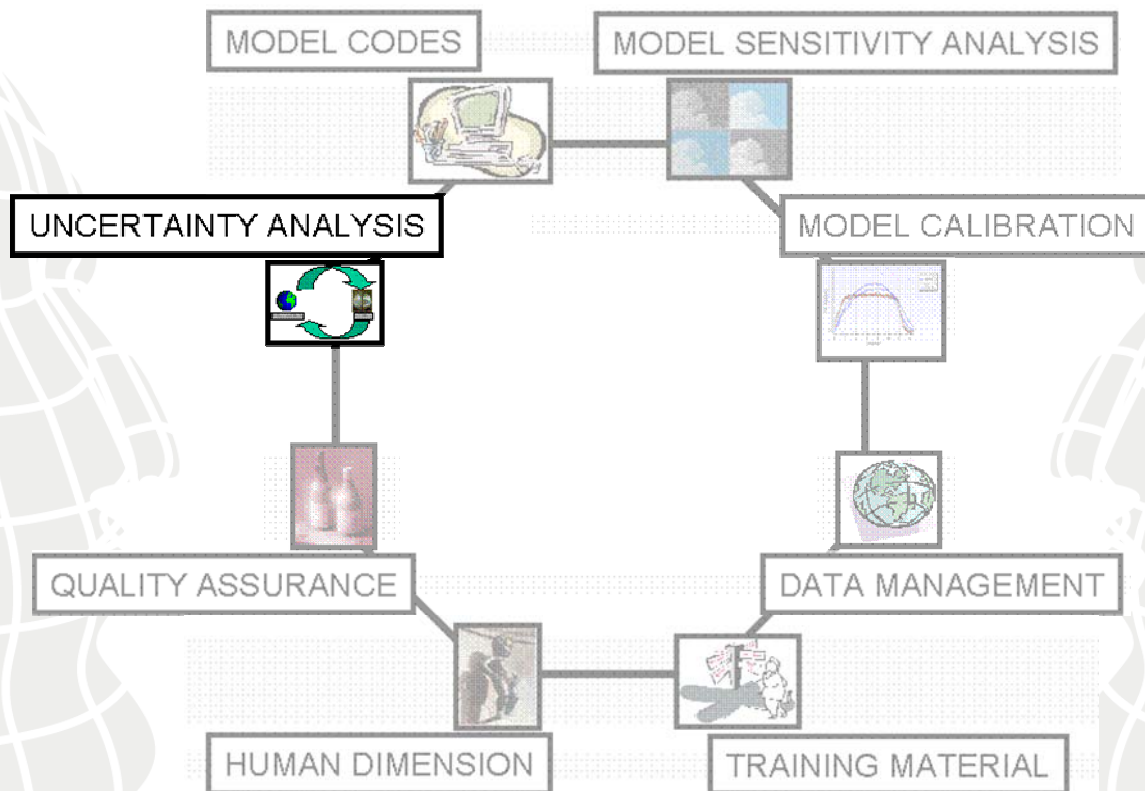 MODEL CODES
MODEL SENSITIVITY ANALYSIS
UNCERTAINTY ANALYSIS
MODEL CALIBRATION
QUALITY ASSURANCE
DATA MANAGEMENT
HUMAN DIMENSION
TRAINING MATERIAL